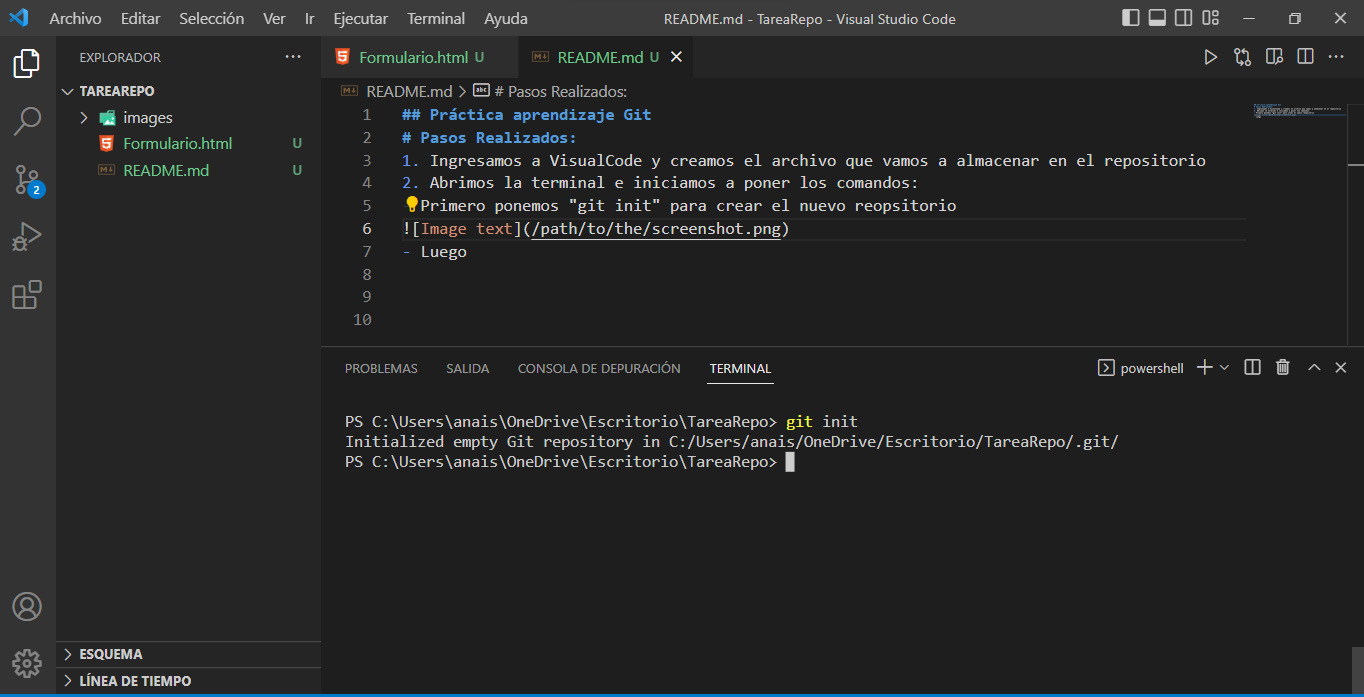 Archivo Editar Selección Ver Ir Ejecutar Terminal Ayuda README.md - TareaRepo - Visual Studio Code
EXPLORADOR ···
TAREAREPO
images
Formulario.html U
README.md U
2
ESQUEMA
LÍNEA DE TIEMPO
Formulario.html U README.md U
README.md > abc # Pasos Realizados:
1 ## Práctica aprendizaje Git
2 # Pasos Realizados:
3 1. Ingresamos a VisualCode y creamos el archivo que vamos a almacenar en el repositorio
4 2. Abrimos la terminal e iniciamos a poner los comandos:
5 Primero ponemos "git init" para crear el nuevo reopsitorio
6 ![Image text](/path/to/the/screenshot.png)
7 - Luego
8
9
10
PROBLEMAS SALIDA CONSOLA DE DEPURACIÓN TERMINAL powershell
PS C:\Users\anais\OneDrive\Escritorio\TareaRepo> git init
Initialized empty Git repository in C:/Users/anais/OneDrive/Escritorio/TareaRepo/.git/
PS C:\Users\anais\OneDrive\Escritorio\TareaRepo>